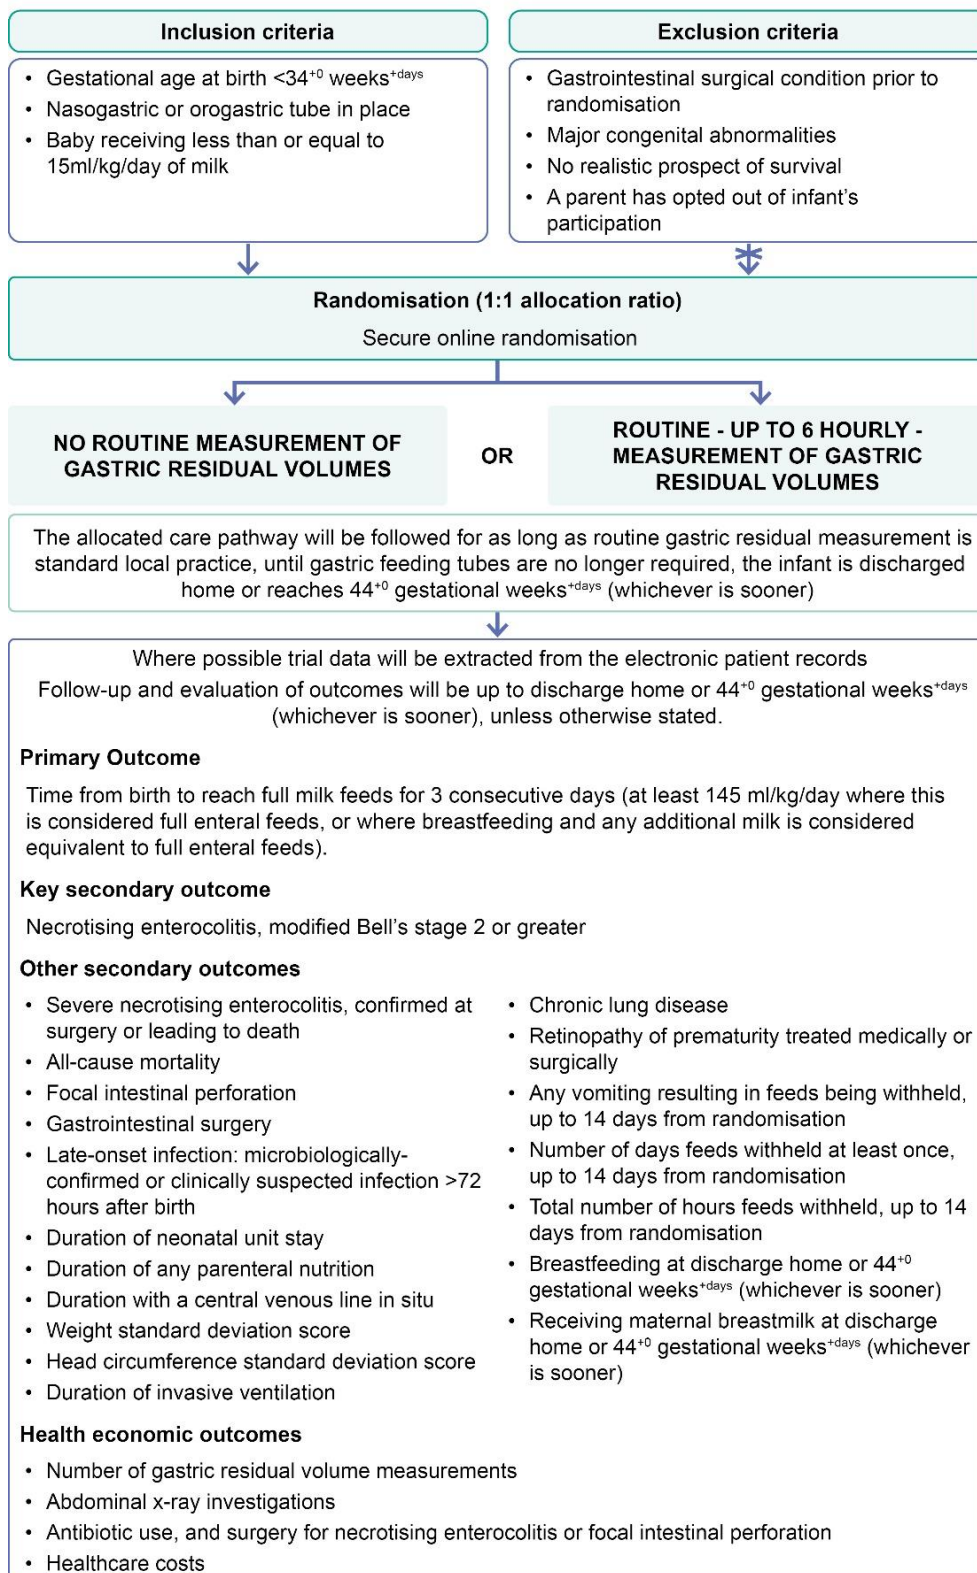 Inclusion criteria
• Gestational age at birth <34⁺⁰ weeks⁺ᵈᵃʸˢ
• Nasogastric or orogastric tube in place
• Baby receiving less than or equal to
15ml/kg/day of milk
Exclusion criteria
• Gastrointestinal surgical condition prior to
randomisation
• Major congenital abnormalities
• No realistic prospect of survival
• A parent has opted out of infant's
participation
Randomisation (1:1 allocation ratio)
Secure online randomisation
NO ROUTINE MEASUREMENT OF
GASTRIC RESIDUAL VOLUMES
OR
ROUTINE - UP TO 6 HOURLY -
MEASUREMENT OF GASTRIC
RESIDUAL VOLUMES
The allocated care pathway will be followed for as long as routine gastric residual measurement is
standard local practice, until gastric feeding tubes are no longer required, the infant is discharged
home or reaches 44⁺⁰ gestational weeks⁺ᵈᵃʸˢ (whichever is sooner)
Where possible trial data will be extracted from the electronic patient records
Follow-up and evaluation of outcomes will be up to discharge home or 44⁺⁰ gestational weeks⁺ᵈᵃʸˢ
(whichever is sooner), unless otherwise stated.
Primary Outcome
Time from birth to reach full milk feeds for 3 consecutive days (at least 145 ml/kg/day where this
is considered full enteral feeds, or where breastfeeding and any additional milk is considered
equivalent to full enteral feeds).
Key secondary outcome
Necrotising enterocolitis, modified Bell's stage 2 or greater
Other secondary outcomes
• Severe necrotising enterocolitis, confirmed at
surgery or leading to death
• All-cause mortality
• Focal intestinal perforation
• Gastrointestinal surgery
• Late-onset infection: microbiologically-
confirmed or clinically suspected infection >72
hours after birth
• Duration of neonatal unit stay
• Duration of any parenteral nutrition
• Duration with a central venous line in situ
• Weight standard deviation score
• Head circumference standard deviation score
• Duration of invasive ventilation
• Chronic lung disease
• Retinopathy of prematurity treated medically or
surgically
• Any vomiting resulting in feeds being withheld,
up to 14 days from randomisation
• Number of days feeds withheld at least once,
up to 14 days from randomisation
• Total number of hours feeds withheld, up to 14
days from randomisation
• Breastfeeding at discharge home or 44⁺⁰
gestational weeks⁺ᵈᵃʸˢ (whichever is sooner)
• Receiving maternal breastmilk at discharge
home or 44⁺⁰ gestational weeks⁺ᵈᵃʸˢ (whichever
is sooner)
Health economic outcomes
• Number of gastric residual volume measurements
• Abdominal x-ray investigations
• Antibiotic use, and surgery for necrotising enterocolitis or focal intestinal perforation
• Healthcare costs